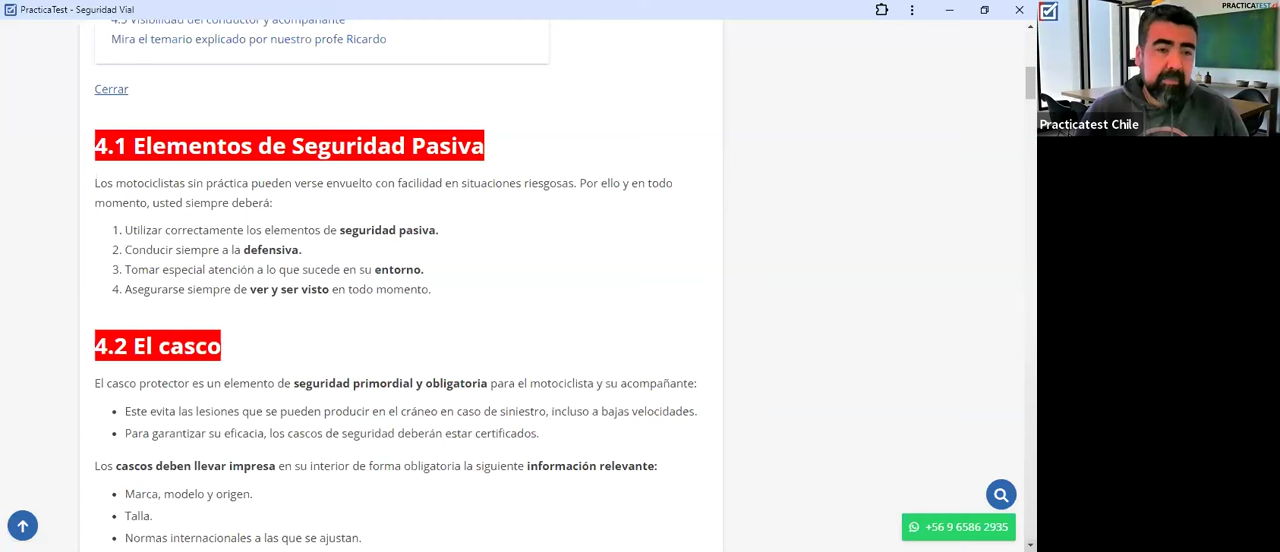 PracticaTest - Seguridad Vial
PRACTICATEST
4.3 Visibilidad del conductor y acompañante
Mira el temario explicado por nuestro profe Ricardo
Practicatest Chile
Cerrar
4.1 Elementos de Seguridad Pasiva
Los motociclistas sin práctica pueden verse envuelto con facilidad en situaciones riesgosas. Por ello y en todo
momento, usted siempre deberá:
1. Utilizar correctamente los elementos de seguridad pasiva.
2. Conducir siempre a la defensiva.
3. Tomar especial atención a lo que sucede en su entorno.
4. Asegurarse siempre de ver y ser visto en todo momento.
4.2 El casco
El casco protector es un elemento de seguridad primordial y obligatoria para el motociclista y su acompañante:
• Este evita las lesiones que se pueden producir en el cráneo en caso de siniestro, incluso a bajas velocidades.
• Para garantizar su eficacia, los cascos de seguridad deberán estar certificados.
Los cascos deben llevar impresa en su interior de forma obligatoria la siguiente información relevante:
• Marca, modelo y origen.
• Talla.
• Normas internacionales a las que se ajustan.
+56 9 6586 2935